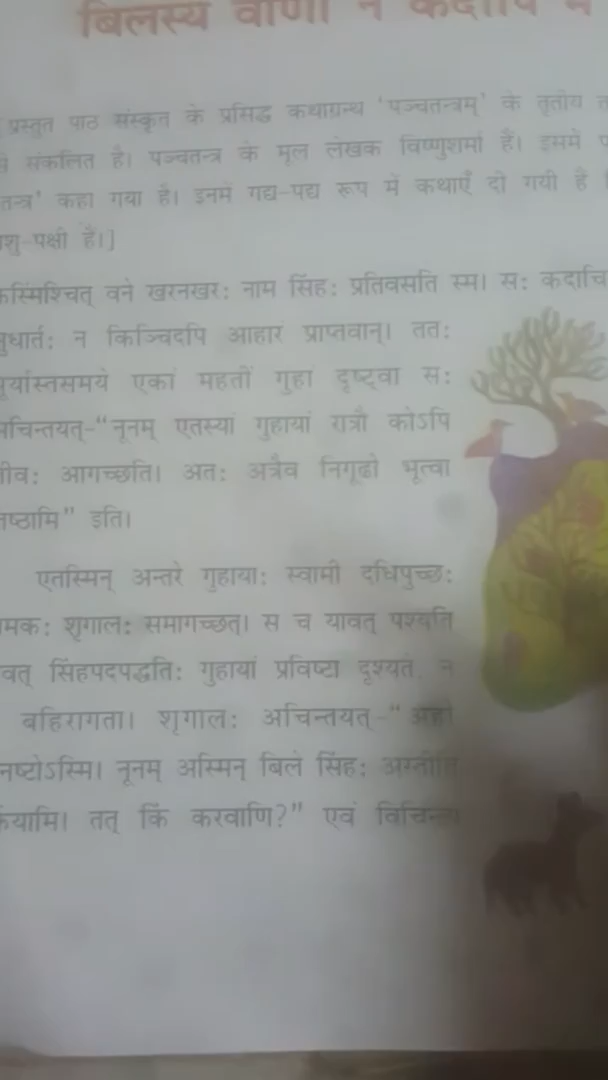 बिलस्य वाणी न कदापि मे
प्रस्तुत पाठ संस्कृत के प्रसिद्ध कथाग्रन्थ 'पञ्चतन्त्रम्' के तृतीय
संकलित है। पञ्चतन्त्र के मूल लेखक विष्णुशर्मा हैं। इसमें
तन्त्र' कहा गया है। इनमें गद्य-पद्य रूप में कथाएँ दी गयी हैं
शु-पक्षी हैं।]
कस्मिंश्चित् वने खरनखरः नाम सिंहः प्रतिवसति स्म। सः कदाचि
क्षुधार्तः न किञ्चिदपि आहारं प्राप्तवान्। ततः
सूर्यास्तसमये एकां महतीं गुहां दृष्ट्वा सः
अचिन्तयत्-“नूनम् एतस्यां गुहायां रात्रौ कोऽपि
जीवः आगच्छति। अतः अत्रैव निगूढो भूत्वा
तिष्ठामि” इति।
एतस्मिन् अन्तरे गुहायाः स्वामी दधिपुच्छः
मकः शृगालः समागच्छत्। स च यावत् पश्यति
वत् सिंहपदपद्धतिः गुहायां प्रविष्टा दृश्यते, न
बहिरागता। शृगालः अचिन्तयत्-“अहो
नष्टोऽस्मि। नूनम् अस्मिन् बिले सिंहः अस्तीति
र्कयामि। तत् किं करवाणि?” एवं विचिन्त्य